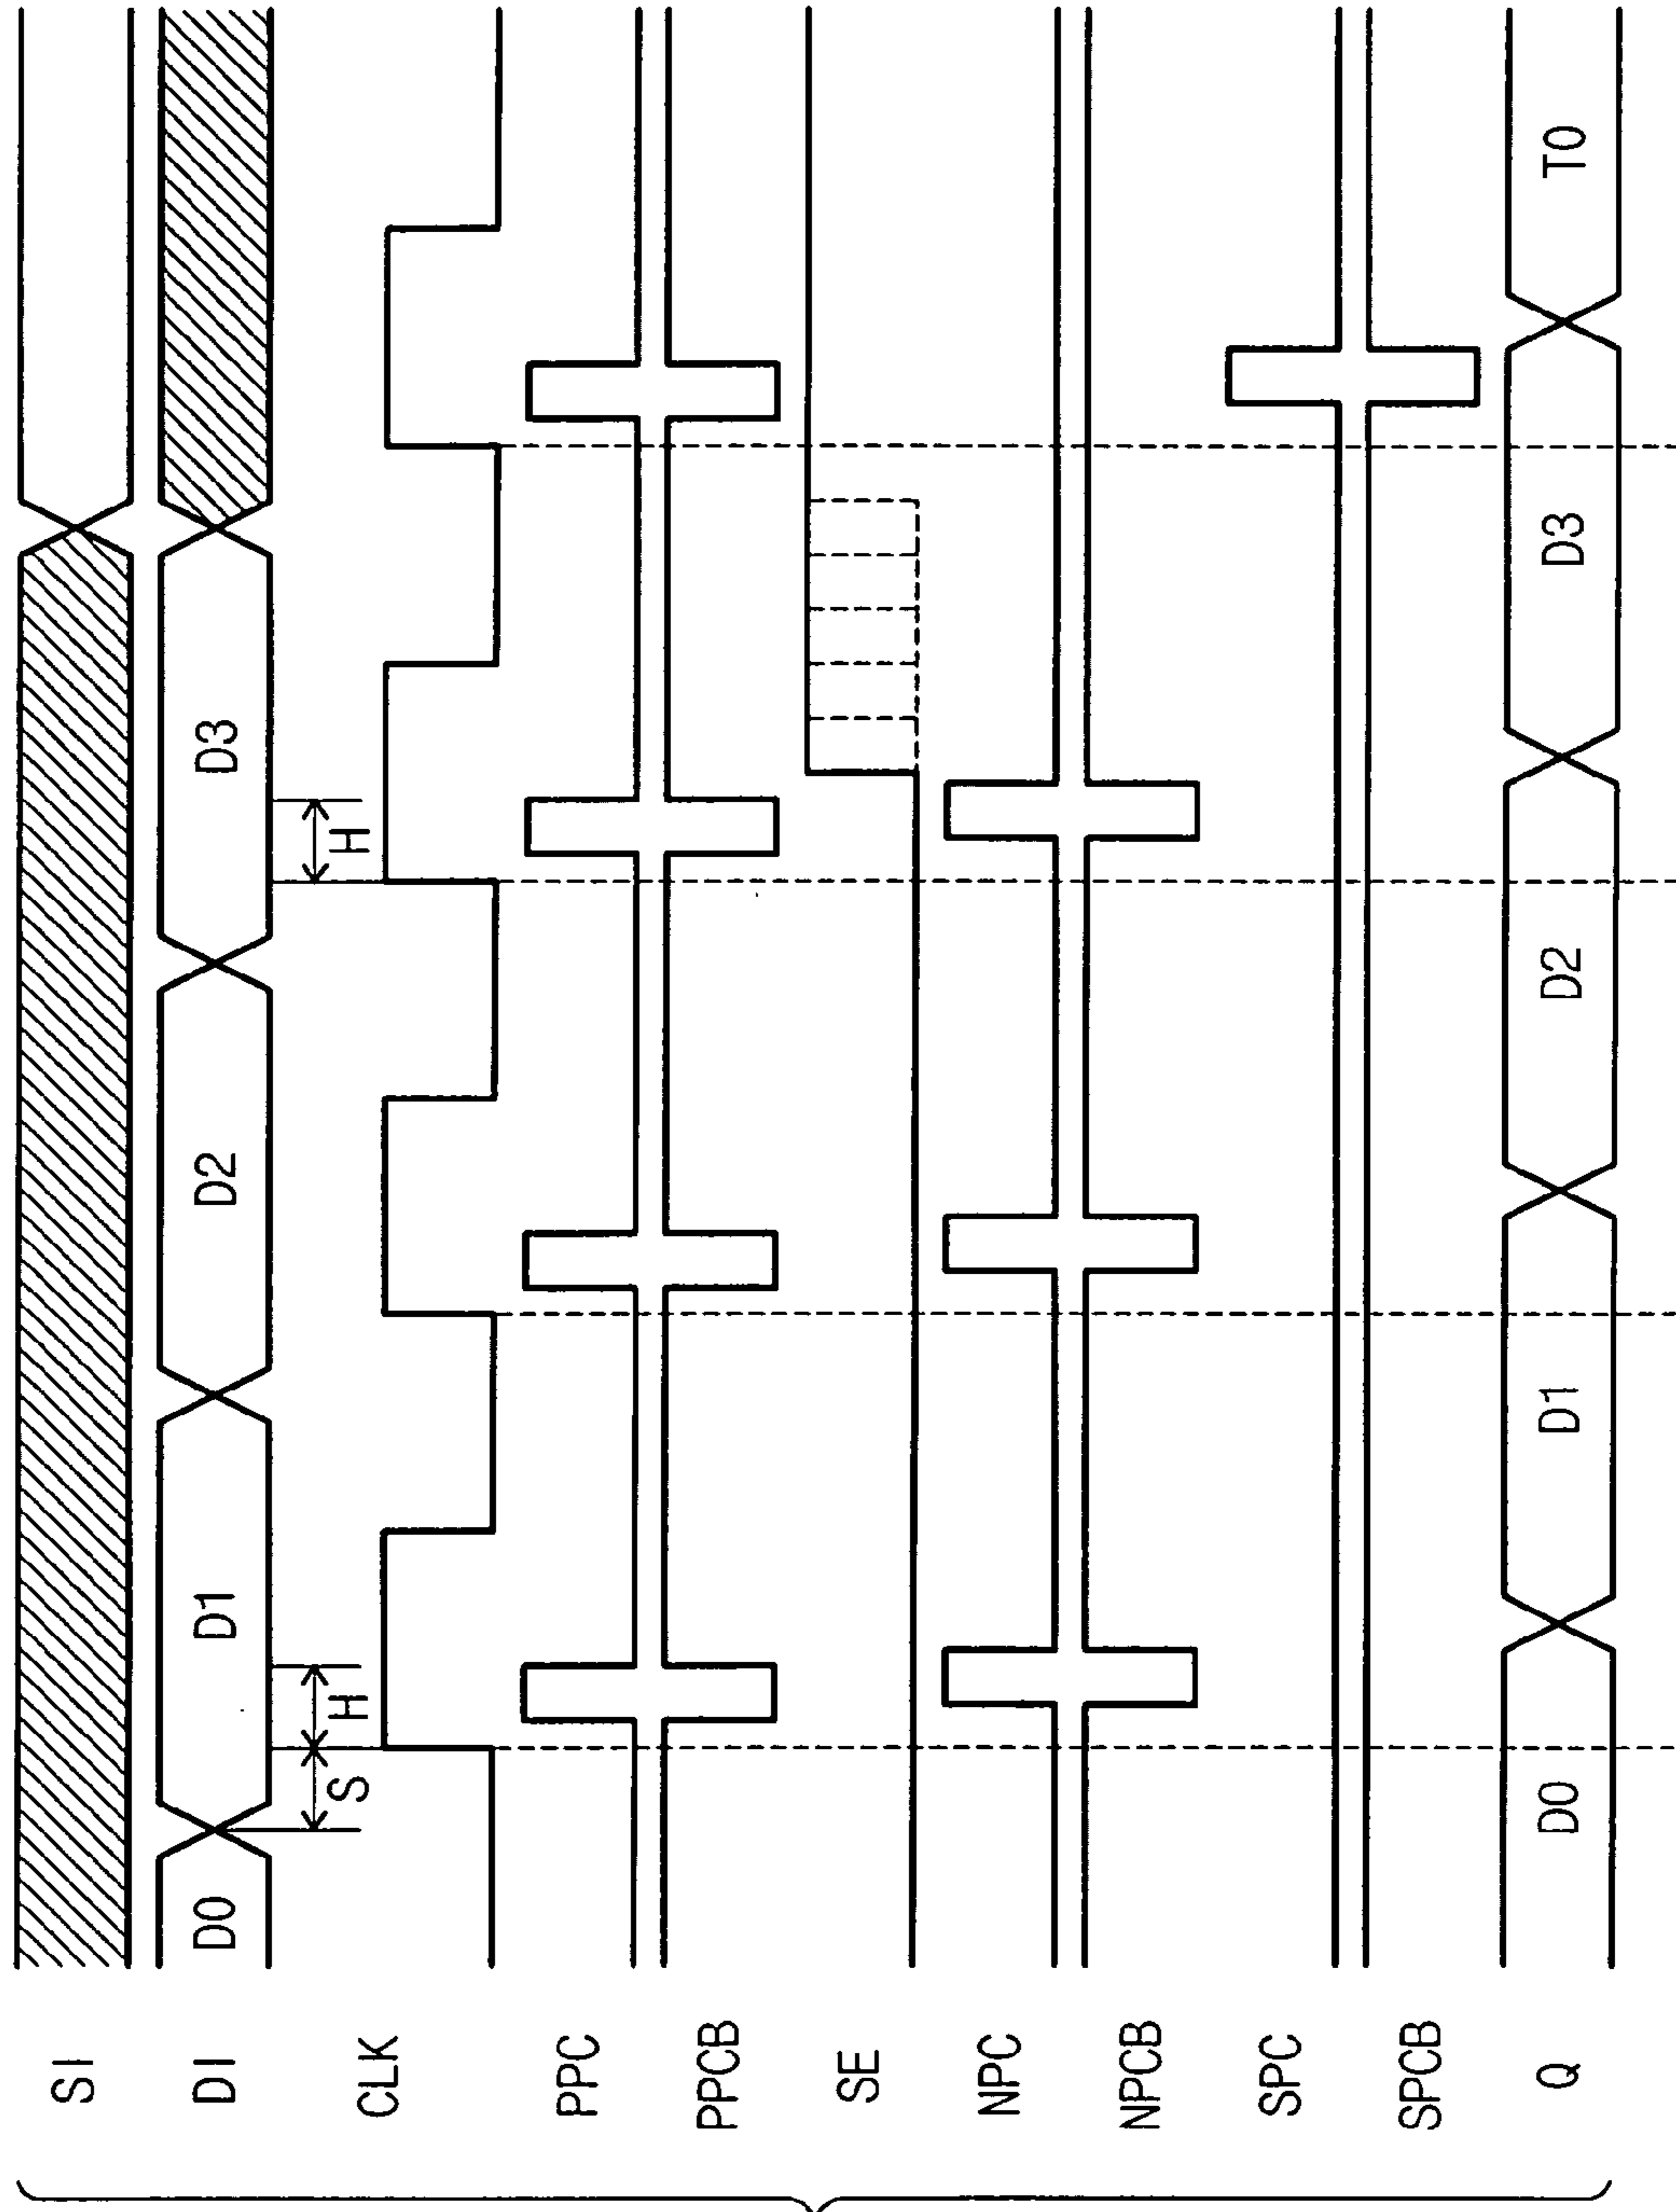 SI
DI
D0
D1
D2
D3
S
H
H
CLK
PPC
PPCB
SE
NPC
NPCB
SPC
SPCB
Q
D0
D1
D2
D3
T0